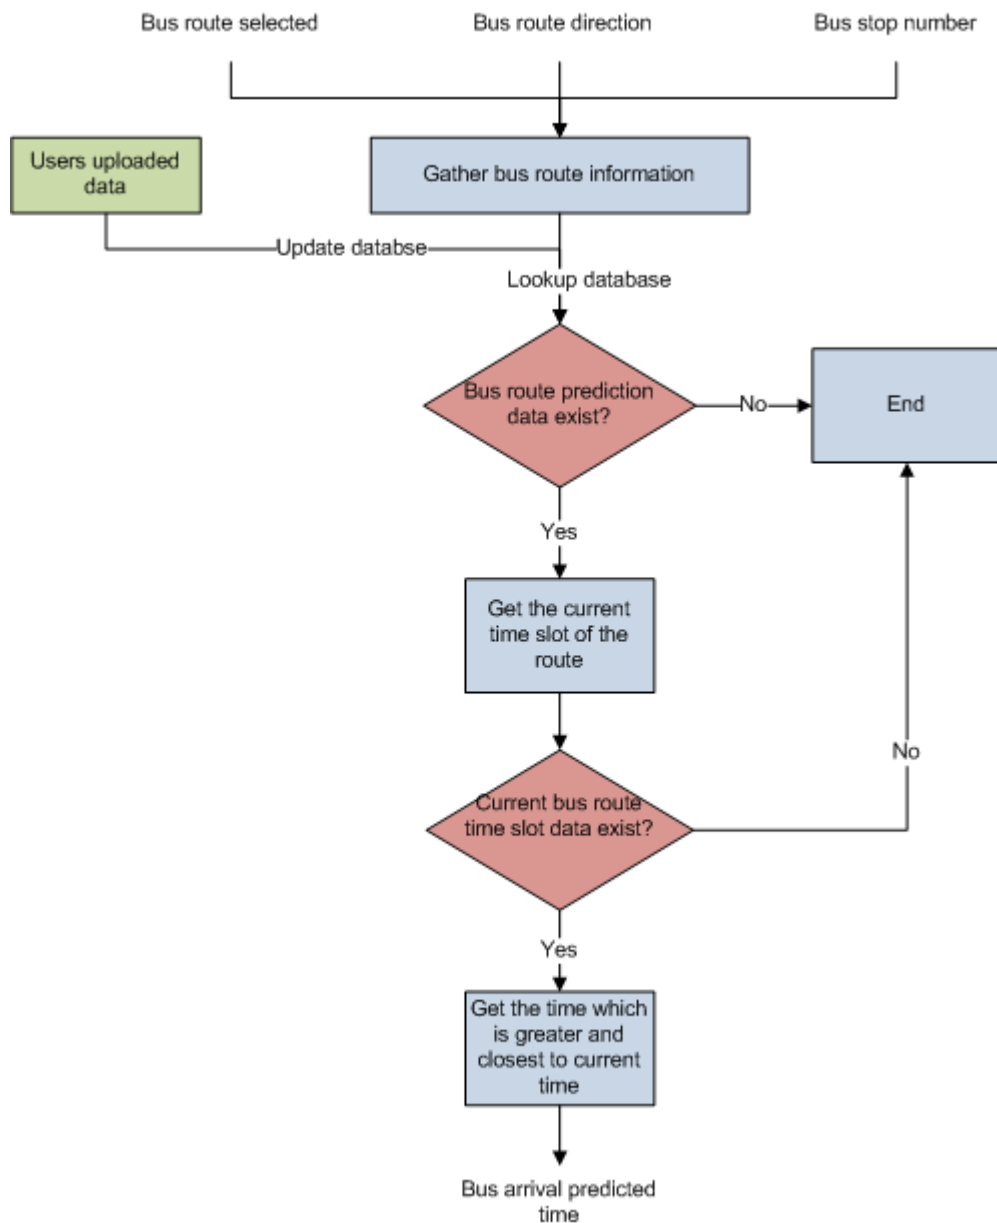 Bus route selected
Bus route direction
Bus stop number
Users uploaded
data
Gather bus route information
Update databse
Lookup database
Bus route prediction
data exist?
No
End
Yes
Get the current
time slot of the
route
No
Current bus route
time slot data exist?
Yes
Get the time which
is greater and
closest to current
time
Bus arrival predicted
time